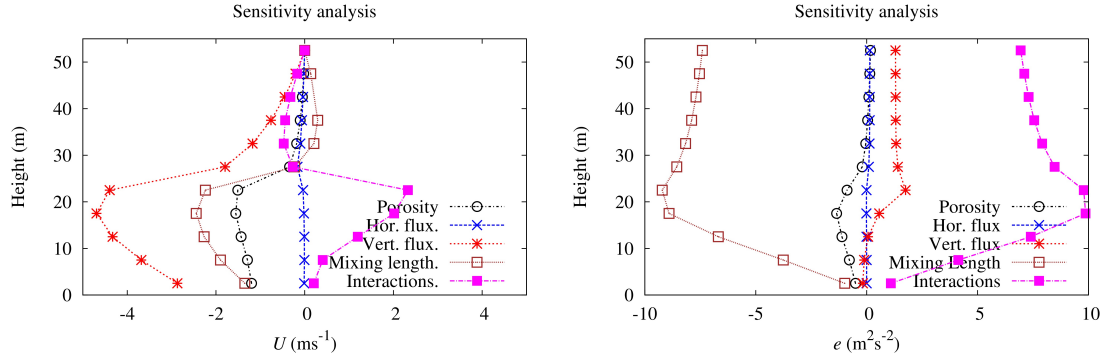 Sensitivity analysis
50
40
30
20
10
0
Height (m)
-4
-2
0
2
4
U (ms⁻¹)
Porosity
Hor. flux.
Vert. flux.
Mixing length.
Interactions.
Sensitivity analysis
50
40
30
20
10
0
Height (m)
-10
-5
0
5
10
e (m²s⁻²)
Porosity
Hor. flux
Vert. flux
Mixing Length
Interactions